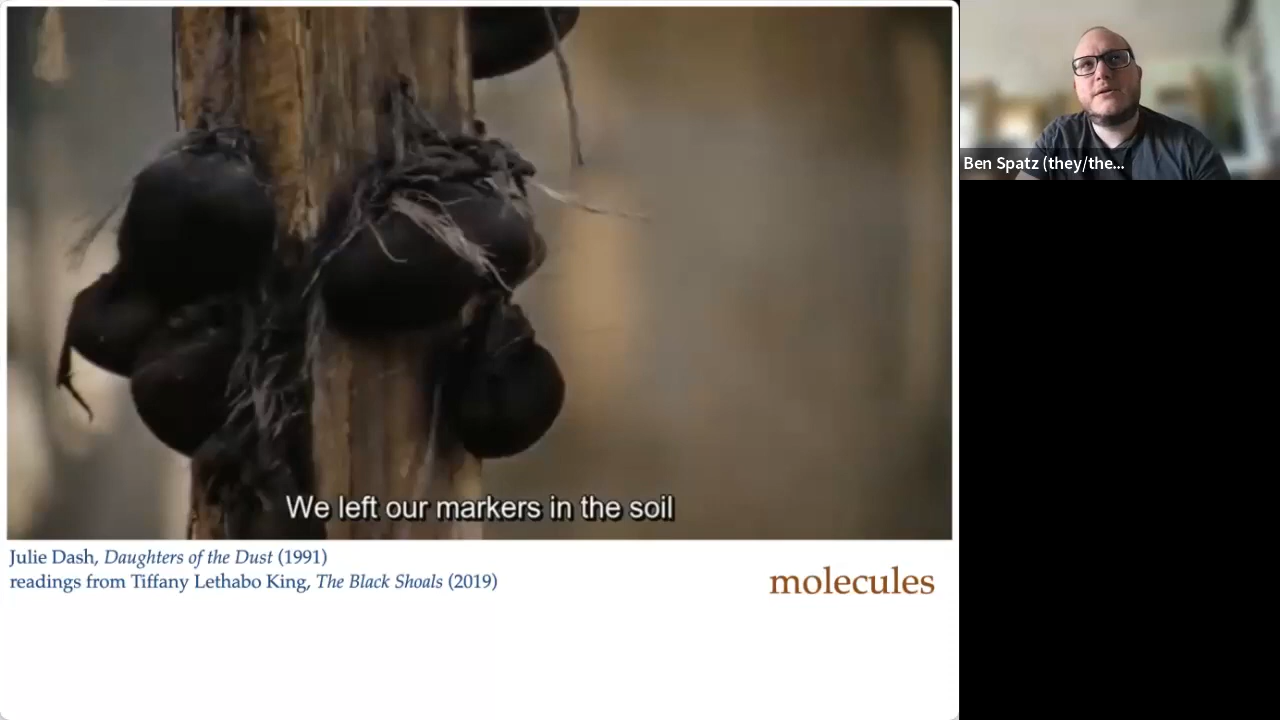 Ben Spatz (they/the...
We left our markers in the soil
Julie Dash, Daughters of the Dust (1991)
readings from Tiffany Lethabo King, The Black Shoals (2019)
molecules